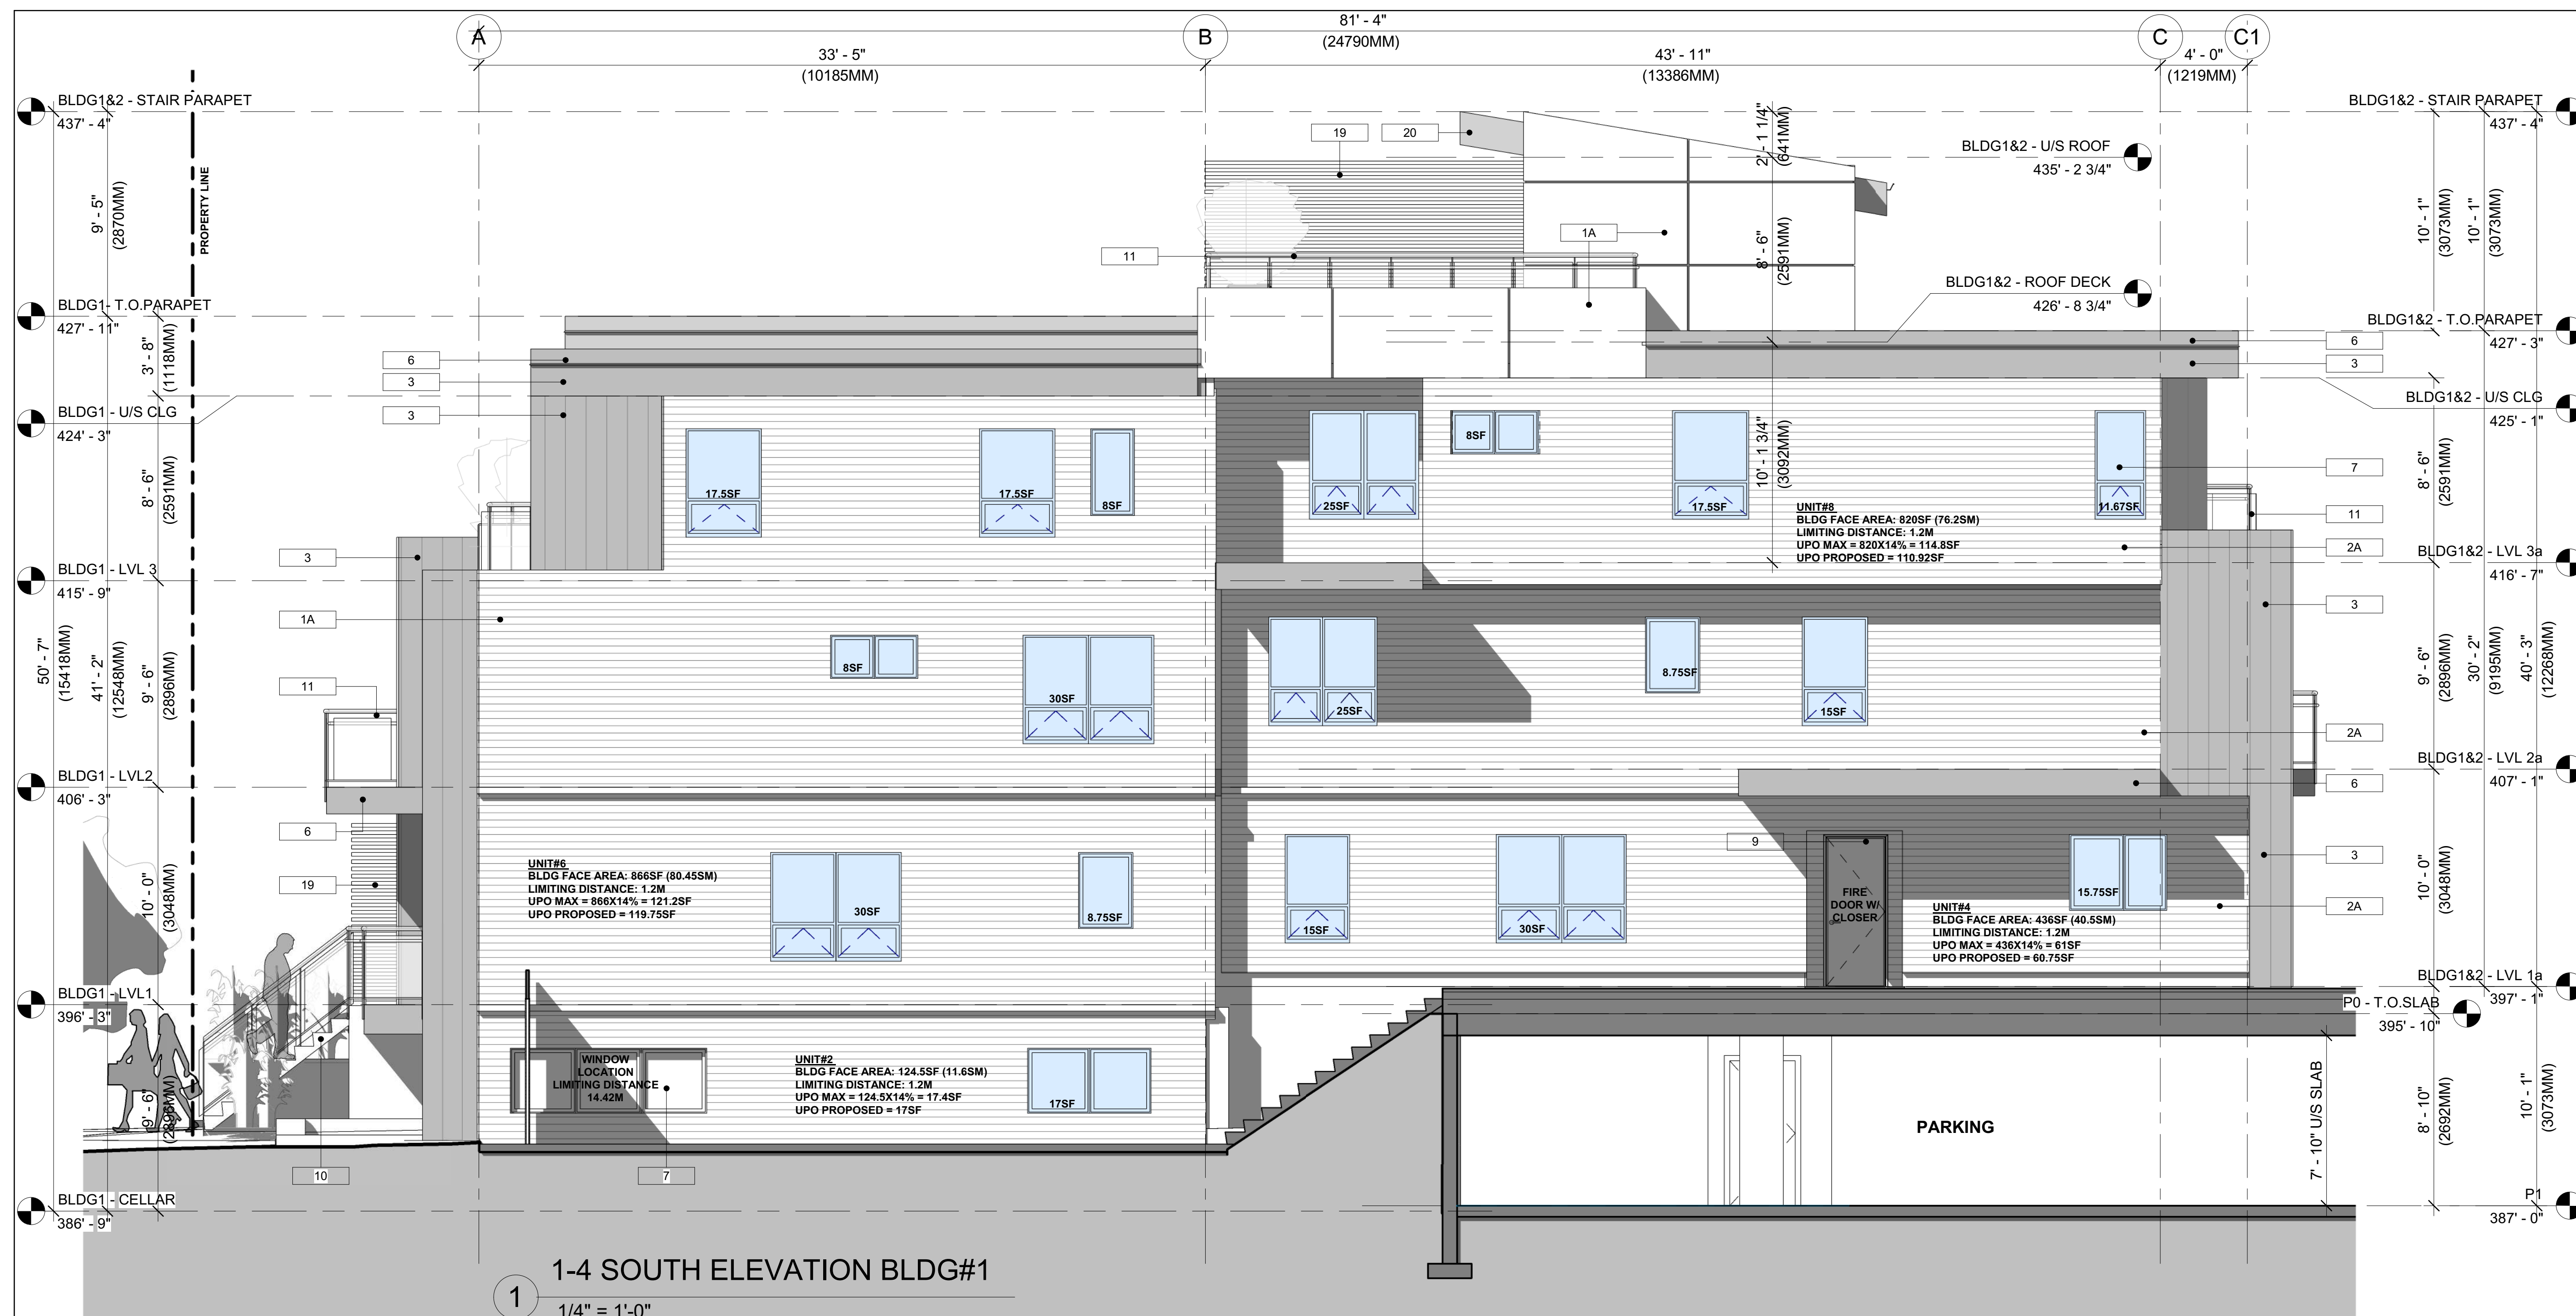 81' - 4"
(24790MM)
A
B
C
C1
33' - 5"
(10185MM)
43' - 11"
(13386MM)
4' - 0"
(1219MM)
BLDG1&2 - STAIR PARAPET
437' - 4"
BLDG1&2 - STAIR PARAPET
437' - 4"
PROPERTY LINE
9' - 5"
(2870MM)
19
20
2' - 1 1/4"
(641MM)
BLDG1&2 - U/S ROOF
435' - 2 3/4"
10' - 1"
(3073MM)
10' - 1"
(3073MM)
1A
11
8' - 6"
(2591MM)
BLDG1&2 - ROOF DECK
426' - 8 3/4"
BLDG1- T.O.PARAPET
427' - 11"
BLDG1&2 - T.O.PARAPET
427' - 3"
3' - 8"
(1118MM)
6
3
3
6
3
BLDG1 - U/S CLG
424' - 3"
BLDG1&2 - U/S CLG
425' - 1"
8' - 6"
(2591MM)
17.5SF
17.5SF
8SF
25SF
8SF
17.5SF
11.67SF
10' - 1 3/4"
(3092MM)
8' - 6"
(2591MM)
7
11
2A
UNIT#8
BLDG FACE AREA: 820SF (76.2SM)
LIMITING DISTANCE: 1.2M
UPO MAX = 820X14% = 114.8SF
UPO PROPOSED = 110.92SF
3
BLDG1 - LVL 3
415' - 9"
BLDG1&2 - LVL 3a
416' - 7"
1A
3
50' - 7"
(15418MM)
41' - 2"
(12548MM)
9' - 6"
(2896MM)
8SF
30SF
25SF
8.75SF
15SF
9' - 6"
(2896MM)
30' - 2"
(9195MM)
40' - 3"
(12268MM)
11
2A
BLDG1 - LVL2
406' - 3"
BLDG1&2 - LVL 2a
407' - 1"
6
6
19
9
3
2A
10' - 0"
(3048MM)
UNIT#6
BLDG FACE AREA: 866SF (80.45SM)
LIMITING DISTANCE: 1.2M
UPO MAX = 866X14% = 121.2SF
UPO PROPOSED = 119.75SF
30SF
8.75SF
15SF
30SF
FIRE
DOOR W/
CLOSER
15.75SF
UNIT#4
BLDG FACE AREA: 436SF (40.5SM)
LIMITING DISTANCE: 1.2M
UPO MAX = 436X14% = 61SF
UPO PROPOSED = 60.75SF
10' - 0"
(3048MM)
BLDG1 - LVL1
396' - 3"
BLDG1&2 - LVL 1a
397' - 1"
P0 - T.O.SLAB
395' - 10"
9' - 6"
(2896MM)
WINDOW
LOCATION
LIMITING DISTANCE
14.42M
UNIT#2
BLDG FACE AREA: 124.5SF (11.6SM)
LIMITING DISTANCE: 1.2M
UPO MAX = 124.5X14% = 17.4SF
UPO PROPOSED = 17SF
17SF
PARKING
7' - 10" U/S SLAB
8' - 10"
(2692MM)
10' - 1"
(3073MM)
10
7
BLDG1 - CELLAR
386' - 9"
P1
387' - 0"
1
1-4 SOUTH ELEVATION BLDG#1
1/4" = 1'-0"